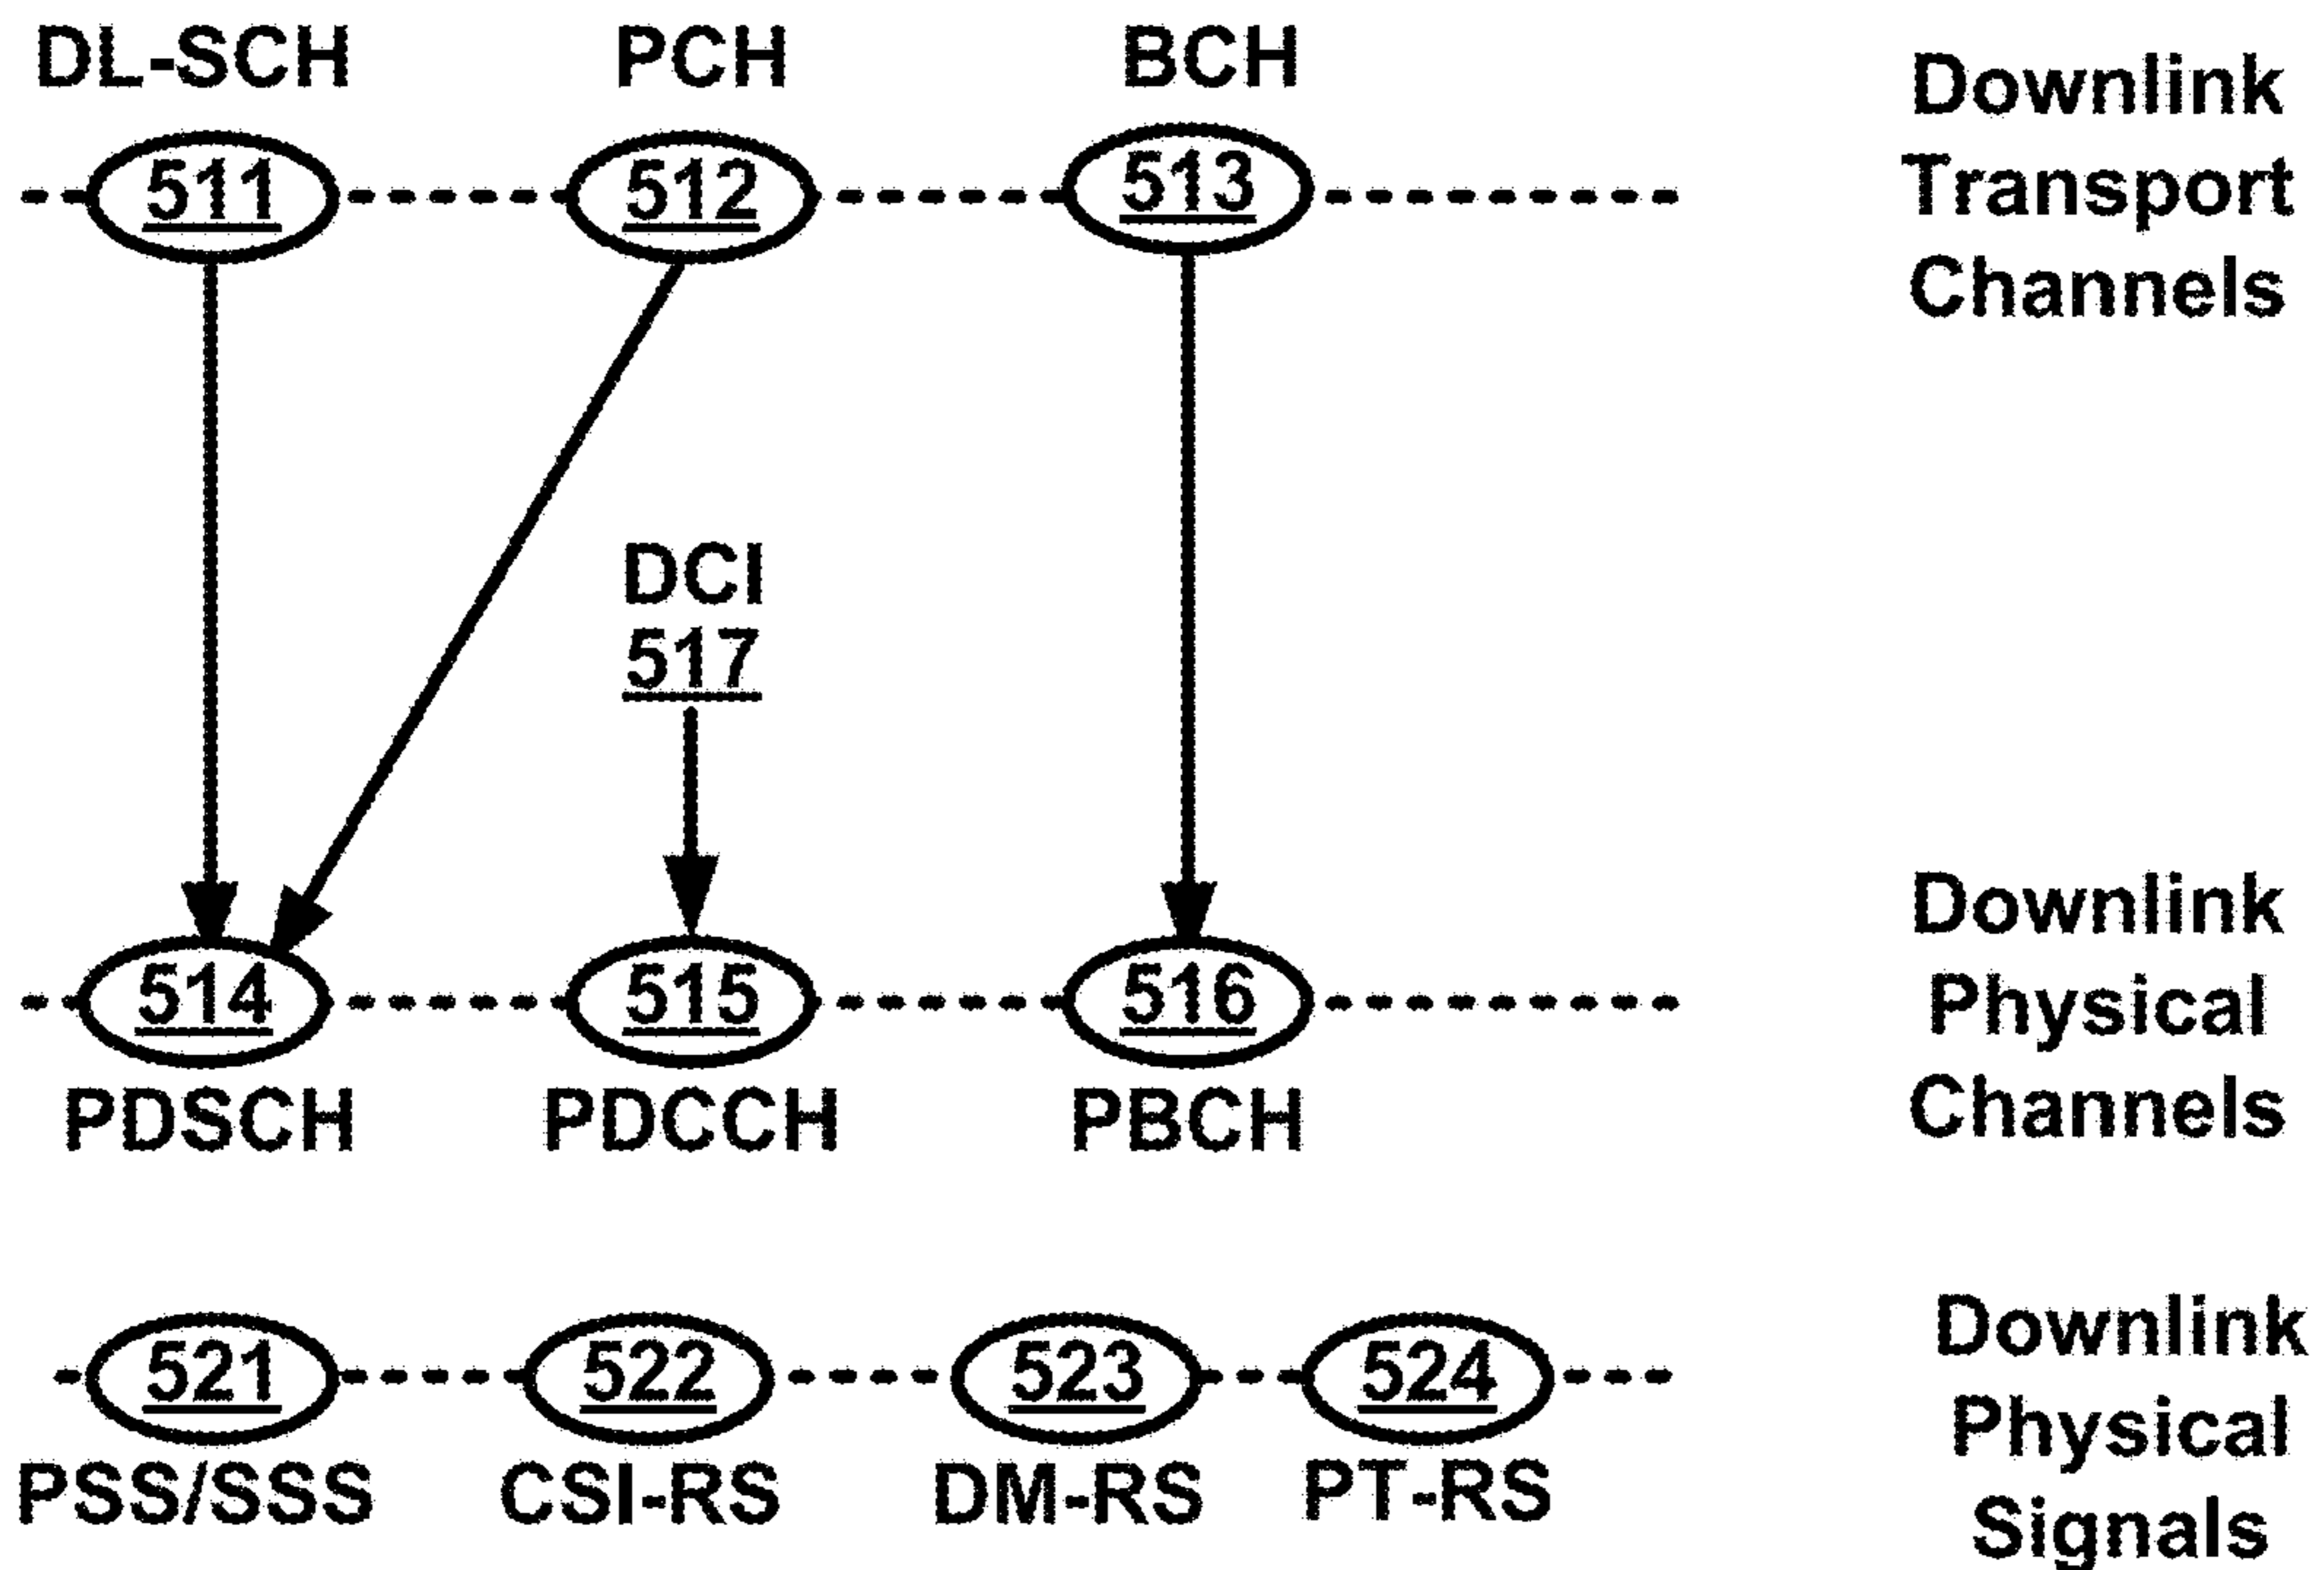 DL-SCH
PCH
BCH
511
512
513
Downlink
Transport
Channels
DCI
517
514
515
516
PDSCH
PDCCH
PBCH
Downlink
Physical
Channels
521
522
523
524
PSS/SSS
CSI-RS
DM-RS
PT-RS
Downlink
Physical
Signals